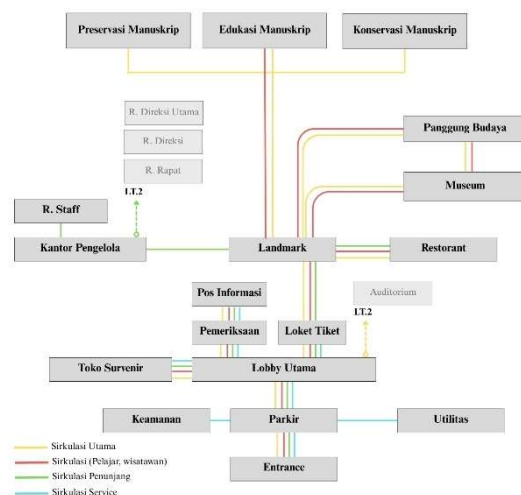 Preservasi Manuskrip
Edukasi Manuskrip
Konservasi Manuskrip
R. Direksi Utama
R. Direksi
R. Rapat
LT.2
Panggung Budaya
Museum
R. Staff
Kantor Pengelola
Landmark
Restorant
Pos Informasi
Auditorium
LT.2
Pemeriksaan
Loket Tiket
Toko Survenir
Lobby Utama
Keamanan
Parkir
Utilitas
Entrance
Sirkulasi Utama
Sirkulasi (Pelajar, wisatawan)
Sirkulasi Penunjang
Sirkulasi Service